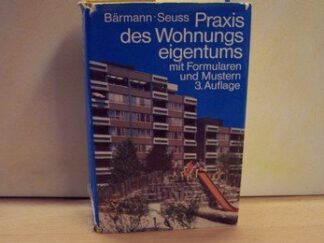 Bärmann · Seuss Praxis
des Wohnungs
eigentums
mit Formularen
und Mustern
3. Auflage